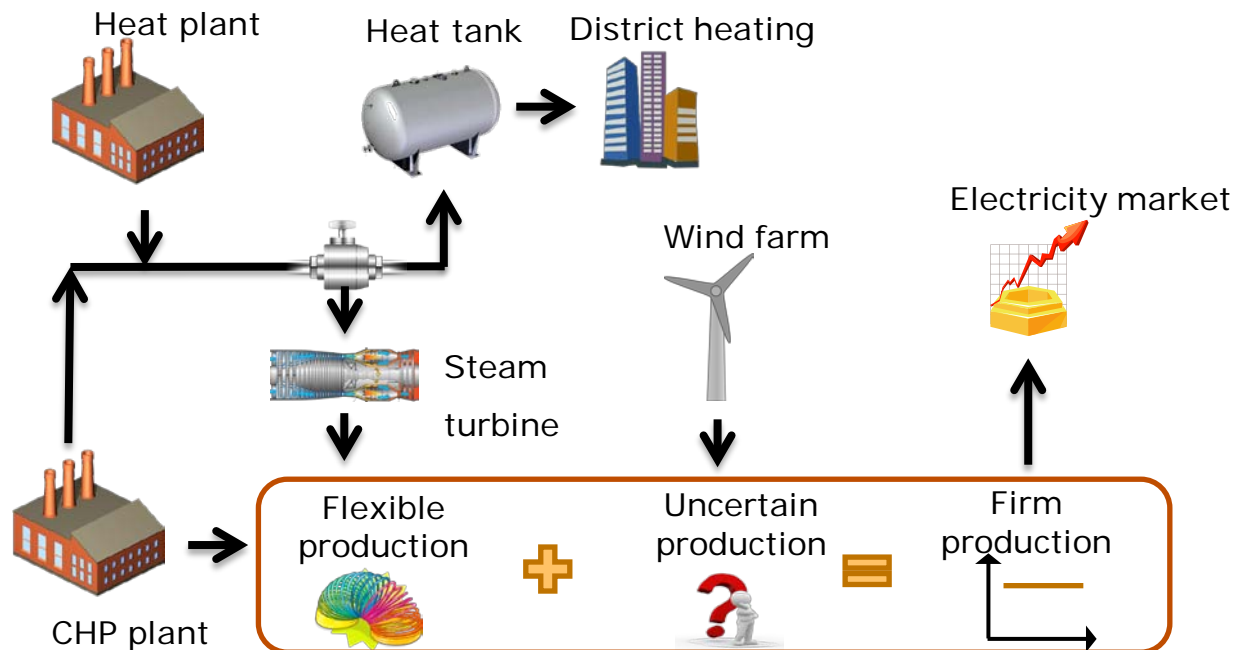 Heat plant
Heat tank
District heating
Electricity market
Wind farm
Steam
turbine
Flexible
production
Uncertain
production
Firm
production
CHP plant